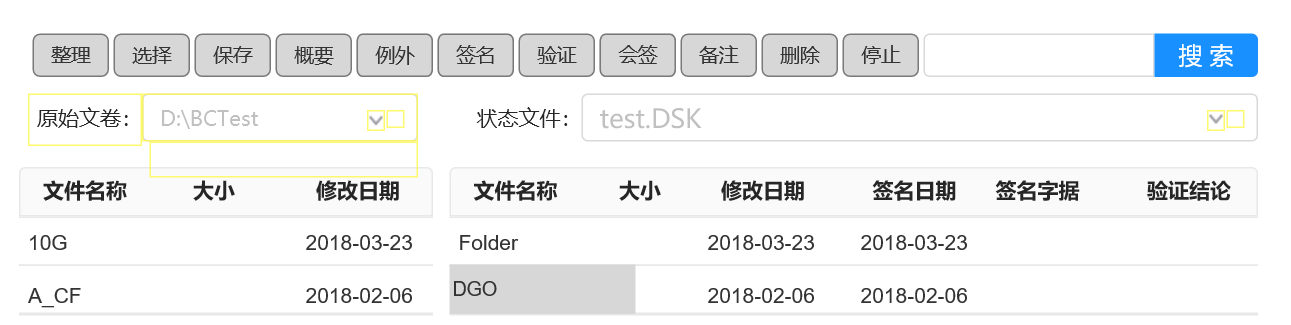 整理 选择 保存 概要 例外 签名 验证 会签 备注 删除 停止 搜 索
原始文卷: D:\BCTest 状态文件: test.DSK
文件名称 大小 修改日期 文件名称 大小 修改日期 签名日期 签名字据 验证结论
10G 2018-03-23 Folder 2018-03-23 2018-03-23
A_CF 2018-02-06 DGO 2018-02-06 2018-02-06